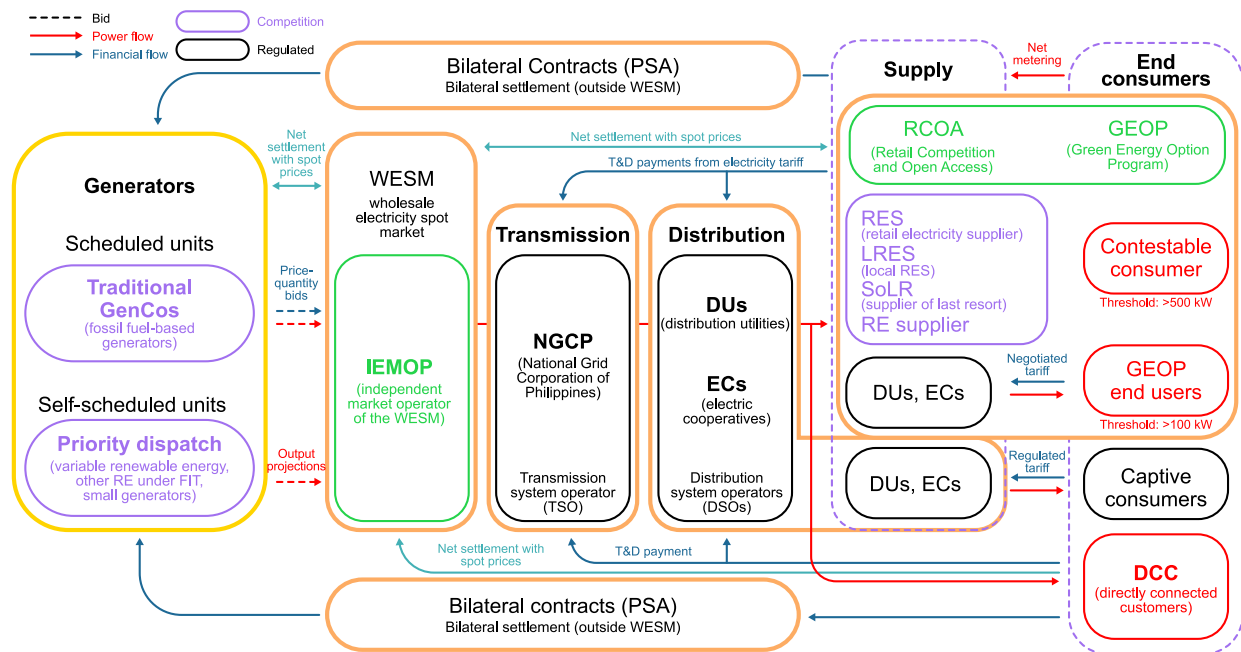 Bid
Power flow
Financial flow
Competition
Regulated
Bilateral Contracts (PSA)
Bilateral settlement (outside WESM)
Supply
Net
metering
End
consumers
Generators
Scheduled units
Traditional
GenCos
(fossil fuel-based
generators)
Self-scheduled units
Priority dispatch
(variable renewable energy,
other RE under FIT,
small generators)
Net
settlement
with spot
prices
Price-
quantity
bids
Output
projections
WESM
wholesale
electricity spot
market
IEMOP
(independent
market operator
of the WESM)
Net settlement with spot prices
T&D payments from electricity tariff
Transmission
NGCP
(National Grid
Corporation of
Philippines)
Transmission
system operator
(TSO)
Distribution
DUs
(distribution utilities)
ECs
(electric
cooperatives)
Distribution
system operators
(DSOs)
RCOA
(Retail Competition
and Open Access)
GEOP
(Green Energy Option
Program)
RES
(retail electricity supplier)
LRES
(local RES)
SoLR
(supplier of last resort)
RE supplier
Contestable
consumer
Threshold: >500 kW
DUs, ECs
Negotiated
tariff
GEOP
end users
Threshold: >100 kW
DUs, ECs
Regulated
tariff
Captive
consumers
Net settlement with
spot prices
T&D payment
DCC
(directly connected
customers)
Bilateral contracts (PSA)
Bilateral settlement (outside WESM)